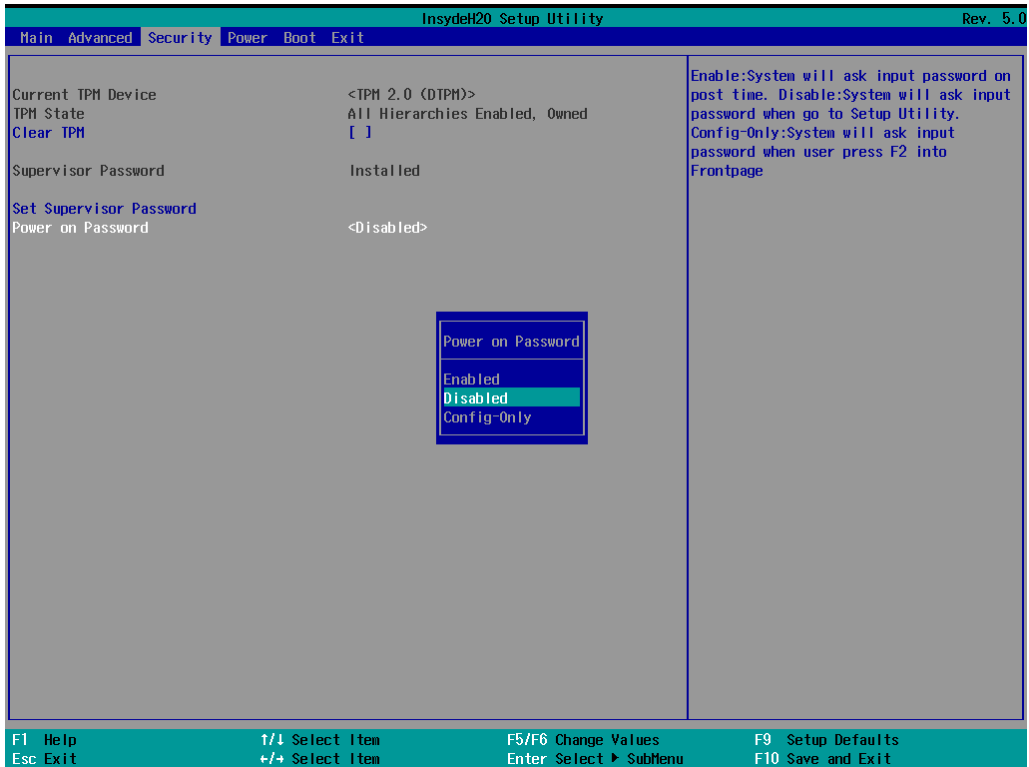 InsydeH20 Setup Utility Rev. 5.0
Main Advanced Security Power Boot Exit
Current TPM Device <TPM 2.0 (DTPM)>
TPM State All Hierarchies Enabled, Owned
Clear TPM [ ]
Supervisor Password Installed
Set Supervisor Password
Power on Password <Disabled>
Power on Password
Enabled
Disabled
Config-Only
Enable:System will ask input password on
post time. Disable:System will ask input
password when go to Setup Utility.
Config-Only:System will ask input
password when user press F2 into
Frontpage
F1 Help ↑/↓ Select Item F5/F6 Change Values F9 Setup Defaults
Esc Exit ←/→ Select Item Enter Select ▶ SubMenu F10 Save and Exit